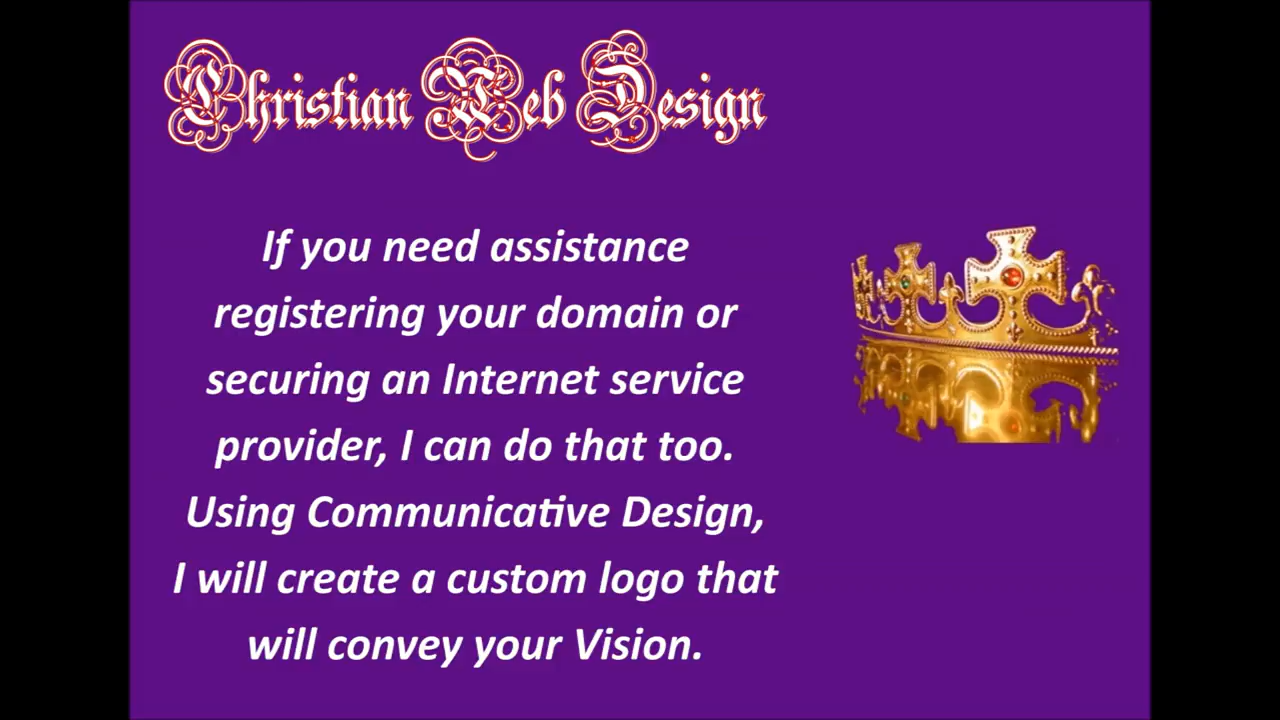 Christian Web Design
If you need assistance
registering your domain or
securing an Internet service
provider, I can do that too.
Using Communicative Design,
I will create a custom logo that
will convey your Vision.